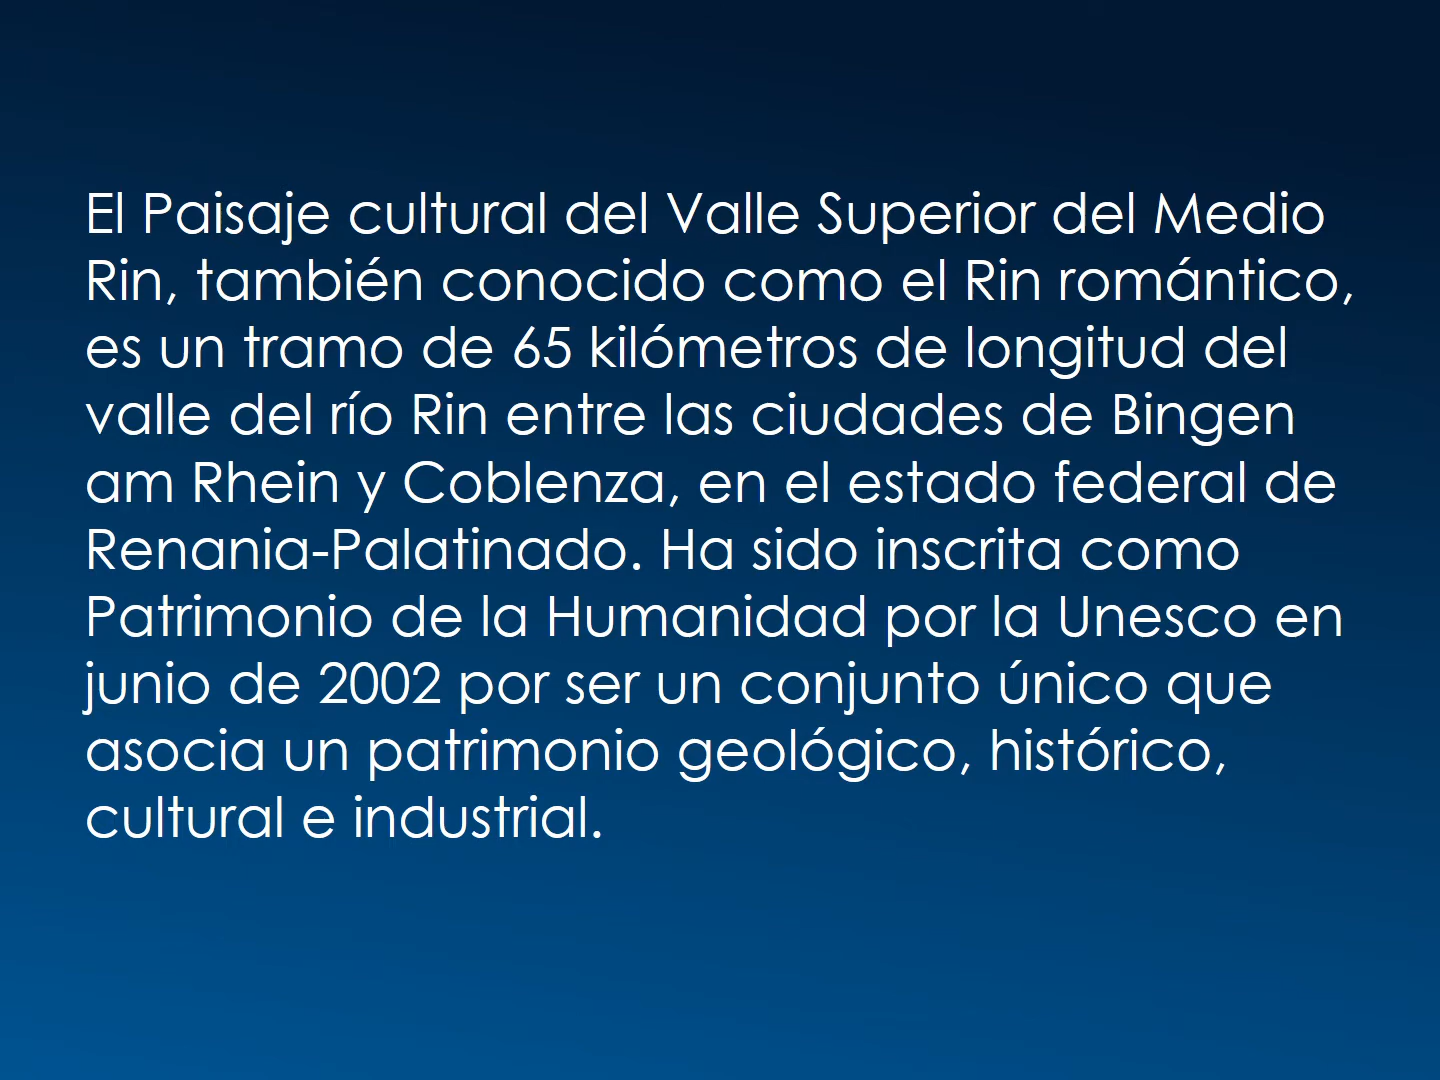 El Paisaje cultural del Valle Superior del Medio
Rin, también conocido como el Rin romántico,
es un tramo de 65 kilómetros de longitud del
valle del río Rin entre las ciudades de Bingen
am Rhein y Coblenza, en el estado federal de
Renania-Palatinado. Ha sido inscrita como
Patrimonio de la Humanidad por la Unesco en
junio de 2002 por ser un conjunto único que
asocia un patrimonio geológico, histórico,
cultural e industrial.